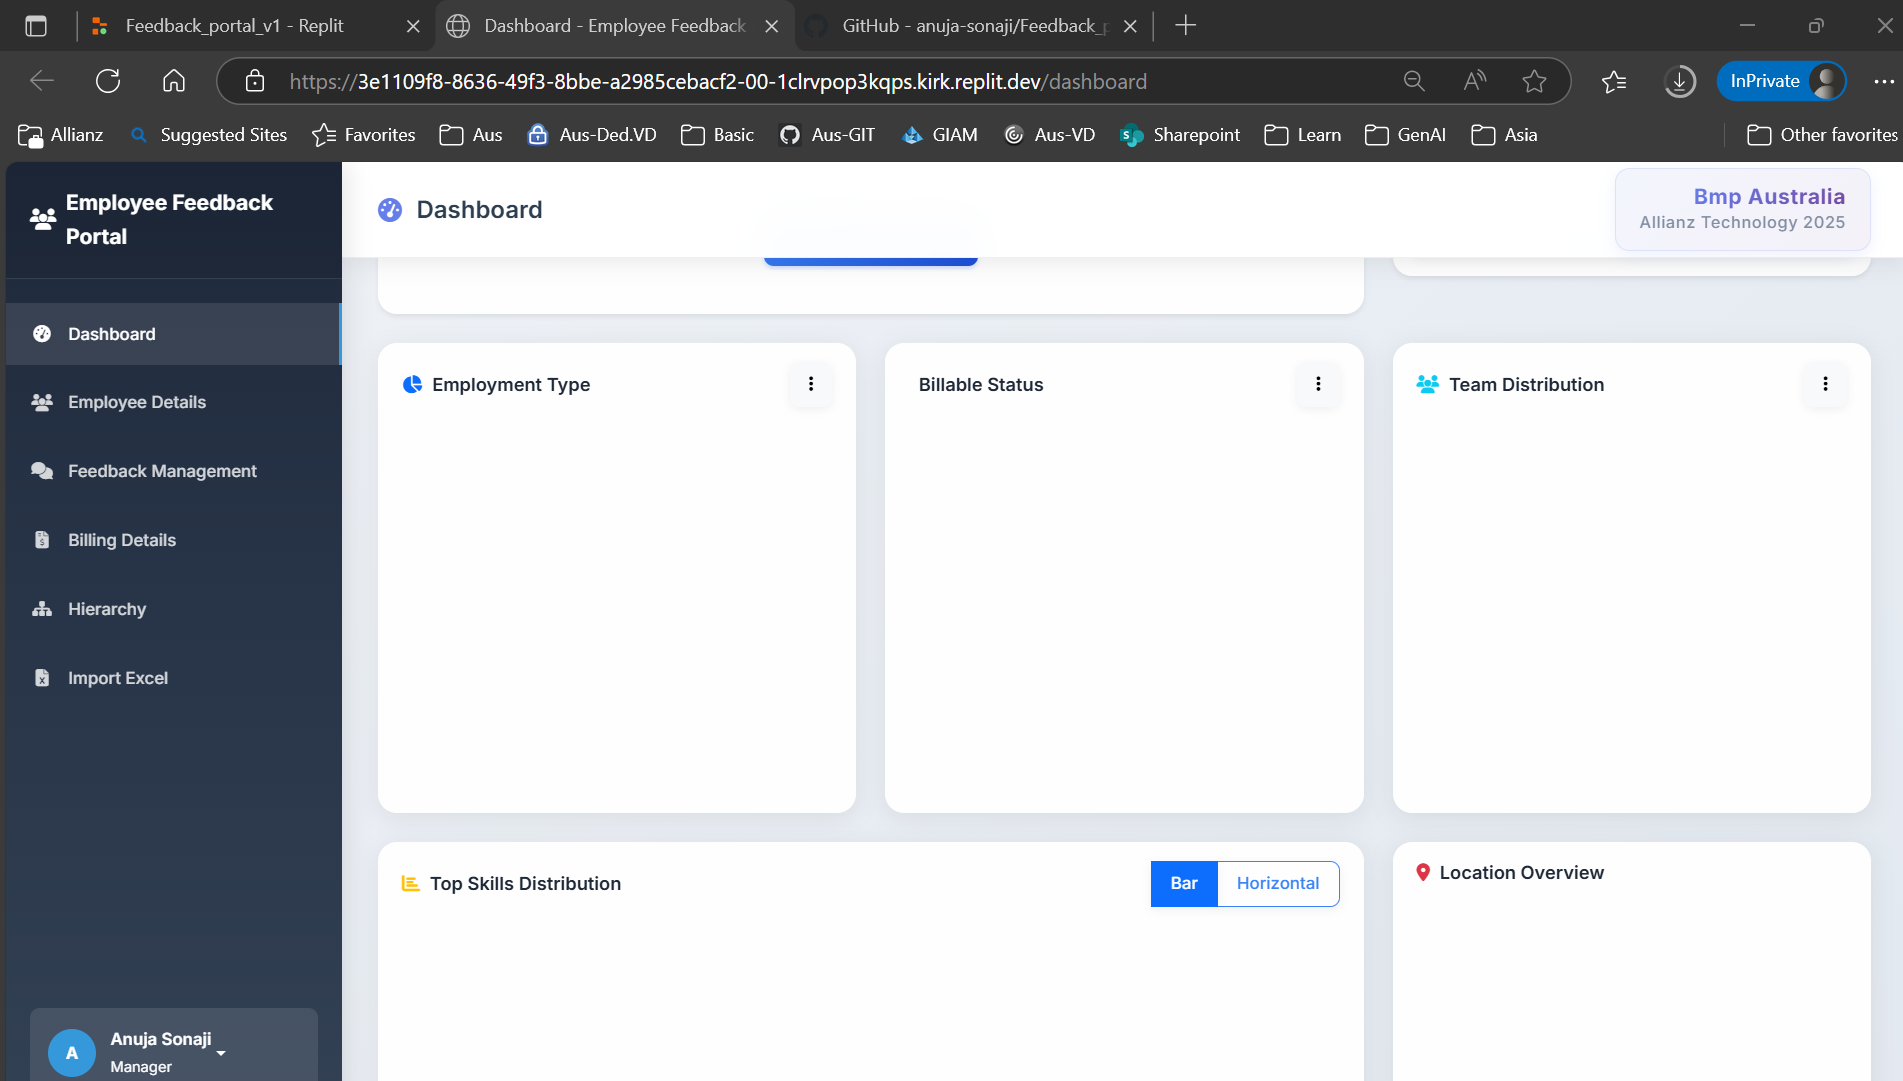 Feedback_portal_v1 - Replit
Dashboard - Employee Feedback
GitHub - anuja-sonaji/Feedback_p
https://3e1109f8-8636-49f3-8bbe-a2985cebacf2-00-1clrvpop3kqps.kirk.replit.dev/dashboard
InPrivate
Allianz
Suggested Sites
Favorites
Aus
Aus-Ded.VD
Basic
Aus-GIT
GIAM
Aus-VD
Sharepoint
Learn
GenAI
Asia
Other favorites
Employee Feedback
Portal
Dashboard
Employee Details
Feedback Management
Billing Details
Hierarchy
Import Excel
A
Anuja Sonaji
Manager
Dashboard
Bmp Australia
Allianz Technology 2025
Employment Type
Billable Status
Team Distribution
Top Skills Distribution
Bar
Horizontal
Location Overview